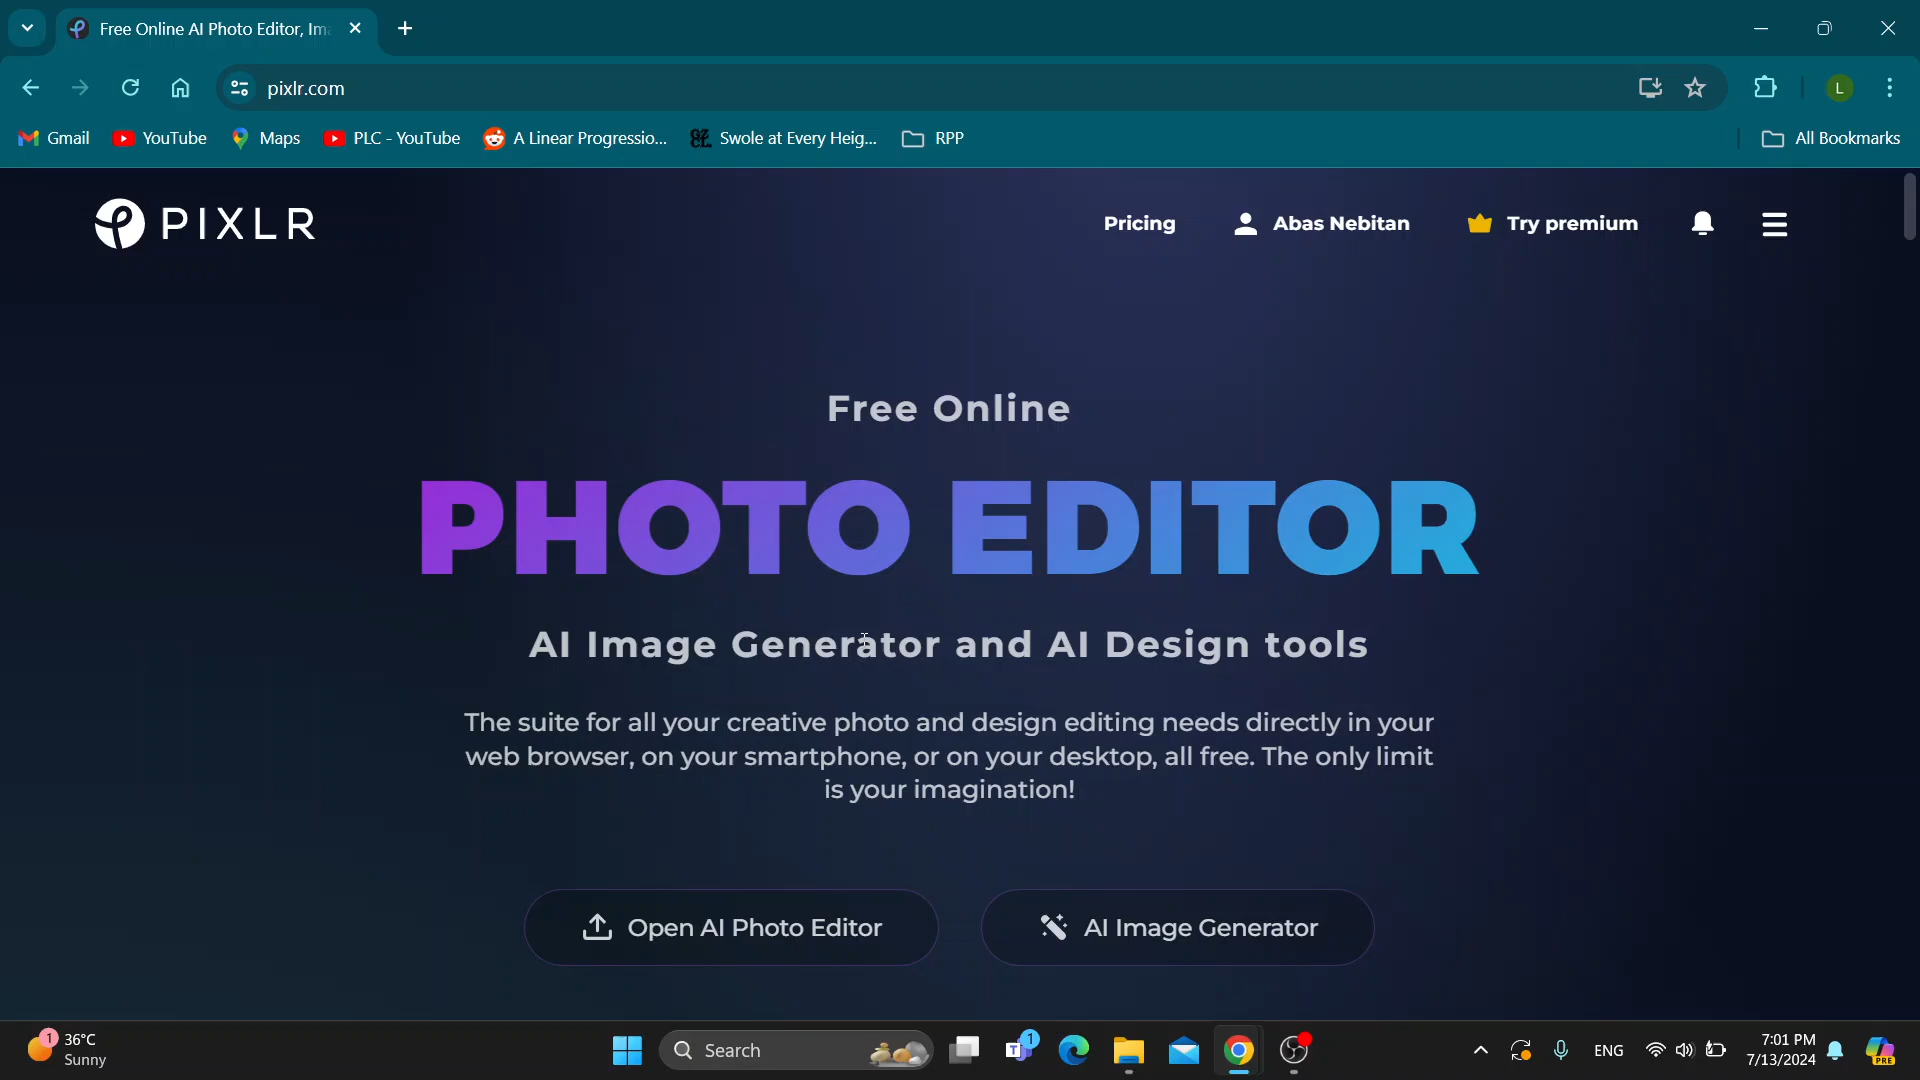 Free Online AI Photo Editor, Im
pixlr.com
L
Gmail YouTube Maps PLC - YouTube A Linear Progressio... Swole at Every Heig... RPP All Bookmarks
PIXLR Pricing Abas Nebitan Try premium
Free Online
PHOTO EDITOR
AI Image Generator and AI Design tools
The suite for all your creative photo and design editing needs directly in your
web browser, on your smartphone, or on your desktop, all free. The only limit
is your imagination!
Open AI Photo Editor AI Image Generator
1 36°C
Sunny
Search
1
ENG
7:01 PM
7/13/2024
PRE